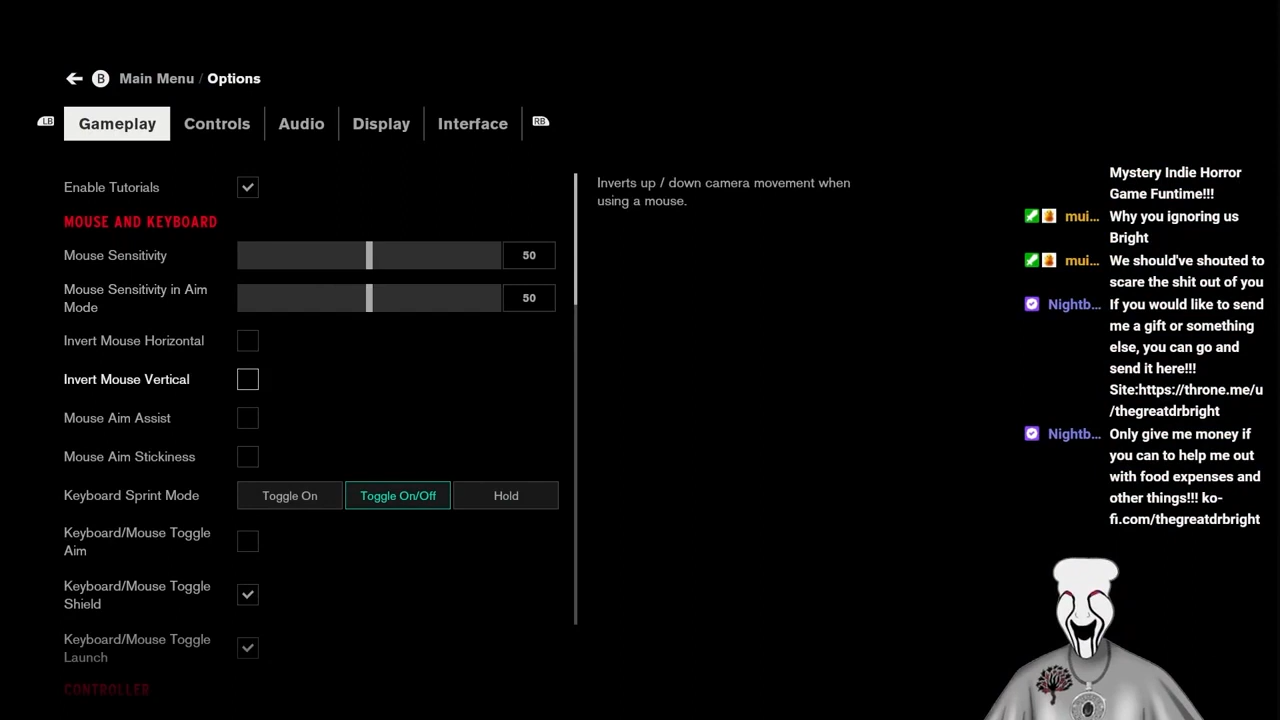 B Main Menu / Options
LB Gameplay Controls Audio Display Interface RB
Enable Tutorials
MOUSE AND KEYBOARD
Mouse Sensitivity 50
Mouse Sensitivity in Aim
Mode
50
Invert Mouse Horizontal
Invert Mouse Vertical
Mouse Aim Assist
Mouse Aim Stickiness
Keyboard Sprint Mode Toggle On Toggle On/Off Hold
Keyboard/Mouse Toggle
Aim
Keyboard/Mouse Toggle
Shield
Keyboard/Mouse Toggle
Launch
CONTROLLER
Inverts up / down camera movement when
using a mouse.
Mystery Indie Horror
Game Funtime!!!
mui... Why you ignoring us
Bright
mui... We should've shouted to
scare the shit out of you
Nightb... If you would like to send
me a gift or something
else, you can go and
send it here!!!
Site:https://throne.me/u
/thegreatdrbright
Nightb... Only give me money if
you can to help me out
with food expenses and
other things!!! ko-
fi.com/thegreatdrbright